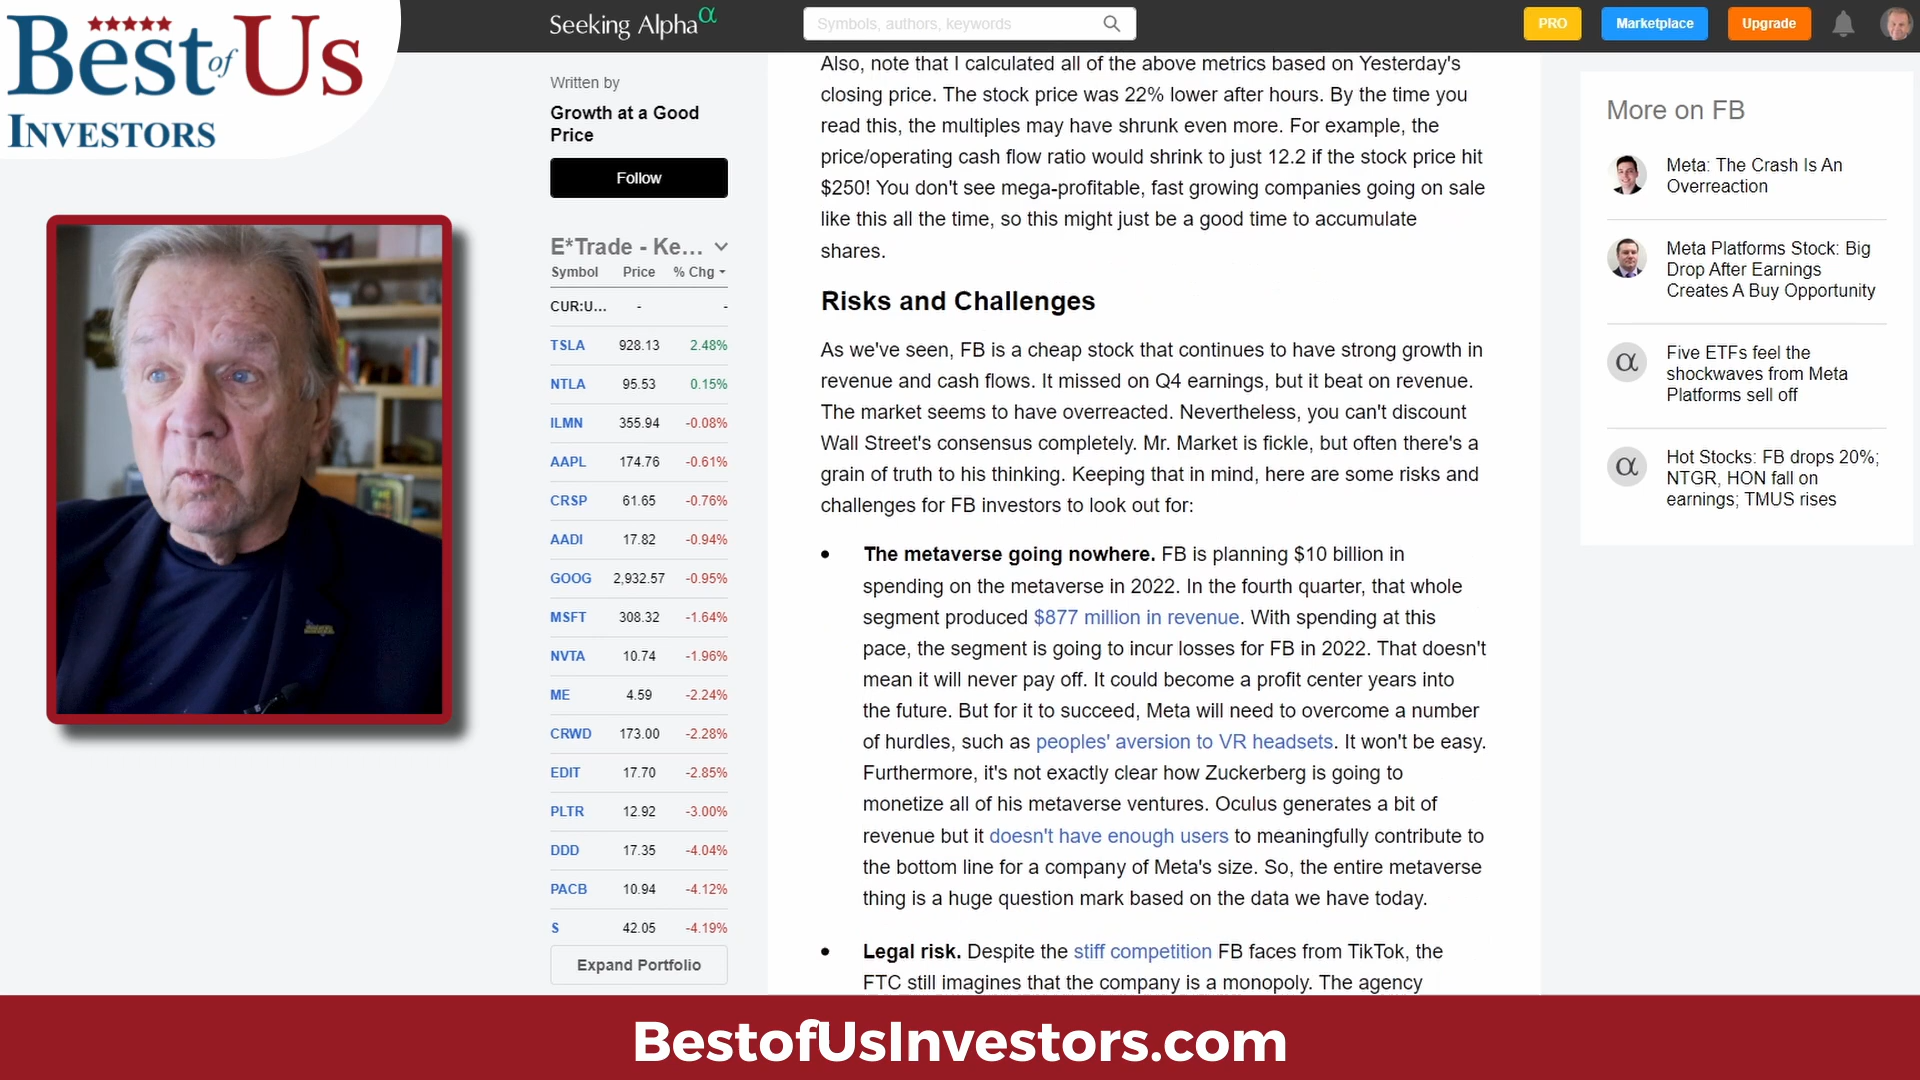 Best of Us
INVESTORS
Seeking Alpha α
Symbols, authors, keywords
PRO
Marketplace
Upgrade
Written by
Growth at a Good
Price
Follow
E*Trade - Ke...
Symbol Price % Chg
CUR:U... - -
TSLA 928.13 2.48%
NTLA 95.53 0.15%
ILMN 355.94 -0.08%
AAPL 174.76 -0.61%
CRSP 61.65 -0.76%
AADI 17.82 -0.94%
GOOG 2,932.57 -0.95%
MSFT 308.32 -1.64%
NVTA 10.74 -1.96%
ME 4.59 -2.24%
CRWD 173.00 -2.28%
EDIT 17.70 -2.85%
PLTR 12.92 -3.00%
DDD 17.35 -4.04%
PACB 10.94 -4.12%
S 42.05 -4.19%
Expand Portfolio
Also, note that I calculated all of the above metrics based on Yesterday's
closing price. The stock price was 22% lower after hours. By the time you
read this, the multiples may have shrunk even more. For example, the
price/operating cash flow ratio would shrink to just 12.2 if the stock price hit
$250! You don't see mega-profitable, fast growing companies going on sale
like this all the time, so this might just be a good time to accumulate
shares.
Risks and Challenges
As we've seen, FB is a cheap stock that continues to have strong growth in
revenue and cash flows. It missed on Q4 earnings, but it beat on revenue.
The market seems to have overreacted. Nevertheless, you can't discount
Wall Street's consensus completely. Mr. Market is fickle, but often there's a
grain of truth to his thinking. Keeping that in mind, here are some risks and
challenges for FB investors to look out for:
• The metaverse going nowhere. FB is planning $10 billion in
spending on the metaverse in 2022. In the fourth quarter, that whole
segment produced $877 million in revenue. With spending at this
pace, the segment is going to incur losses for FB in 2022. That doesn't
mean it will never pay off. It could become a profit center years into
the future. But for it to succeed, Meta will need to overcome a number
of hurdles, such as peoples' aversion to VR headsets. It won't be easy.
Furthermore, it's not exactly clear how Zuckerberg is going to
monetize all of his metaverse ventures. Oculus generates a bit of
revenue but it doesn't have enough users to meaningfully contribute to
the bottom line for a company of Meta's size. So, the entire metaverse
thing is a huge question mark based on the data we have today.
• Legal risk. Despite the stiff competition FB faces from TikTok, the
FTC still imagines that the company is a monopoly. The agency
More on FB
Meta: The Crash Is An
Overreaction
Meta Platforms Stock: Big
Drop After Earnings
Creates A Buy Opportunity
α
Five ETFs feel the
shockwaves from Meta
Platforms sell off
α
Hot Stocks: FB drops 20%;
NTGR, HON fall on
earnings; TMUS rises
BestofUsInvestors.com